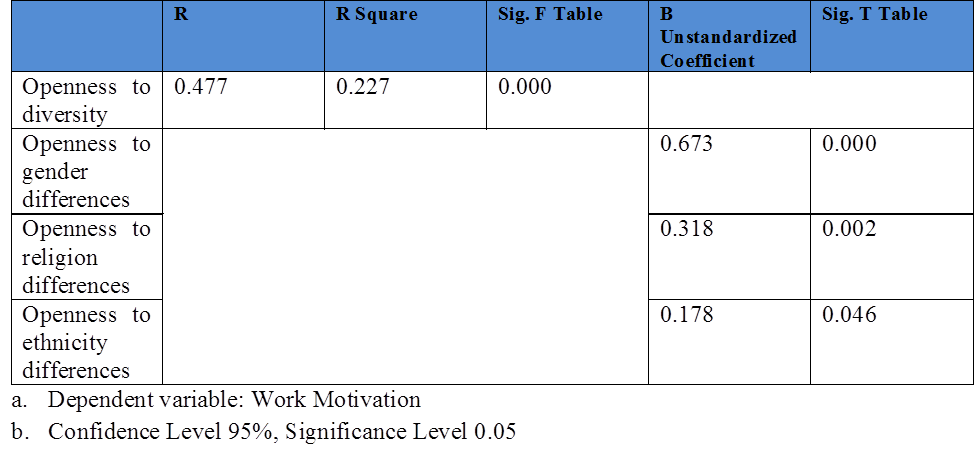 R R Square Sig. F Table B Sig. T Table
Unstandardized
Coefficient
Openness to 0.477 0.227 0.000
diversity
Openness to 0.673 0.000
gender
differences
Openness to 0.318 0.002
religion
differences
Openness to 0.178 0.046
ethnicity
differences
a. Dependent variable: Work Motivation
b. Confidence Level 95%, Significance Level 0.05